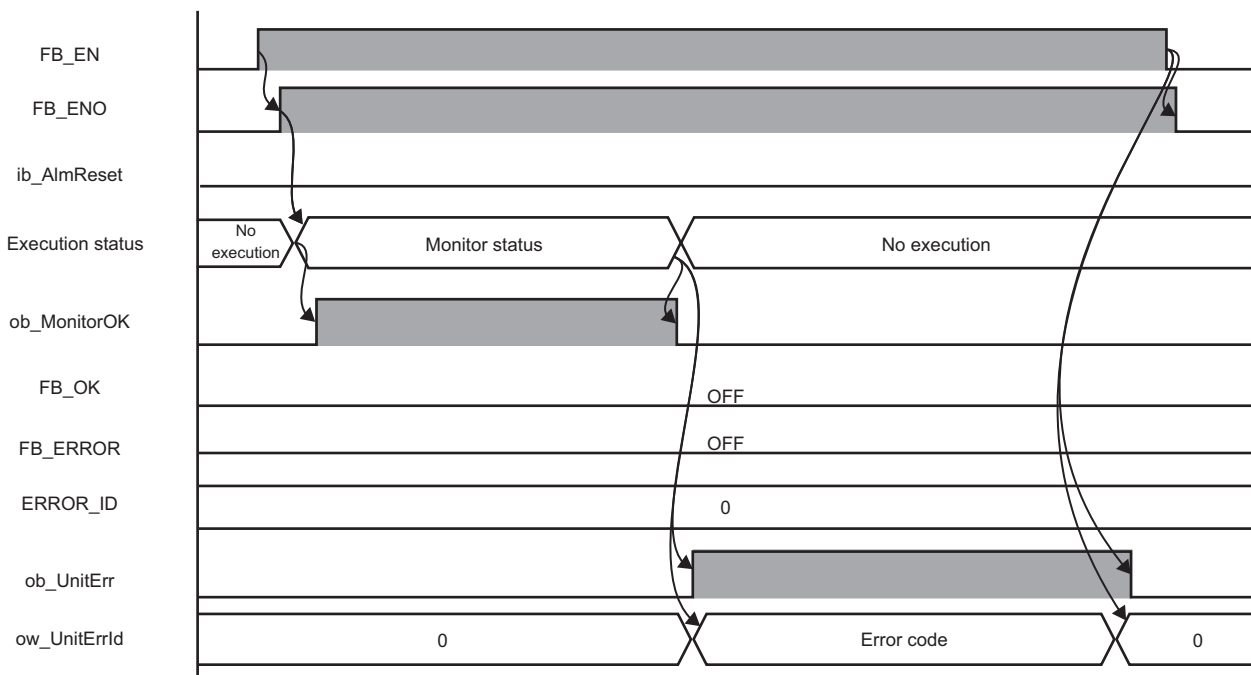 FB_EN
FB_ENO
ib_AlmReset
Execution status
No
execution
Monitor status
No execution
ob_MonitorOK
FB_OK
OFF
FB_ERROR
OFF
ERROR_ID
0
ob_UnitErr
ow_UnitErrId
0
Error code
0